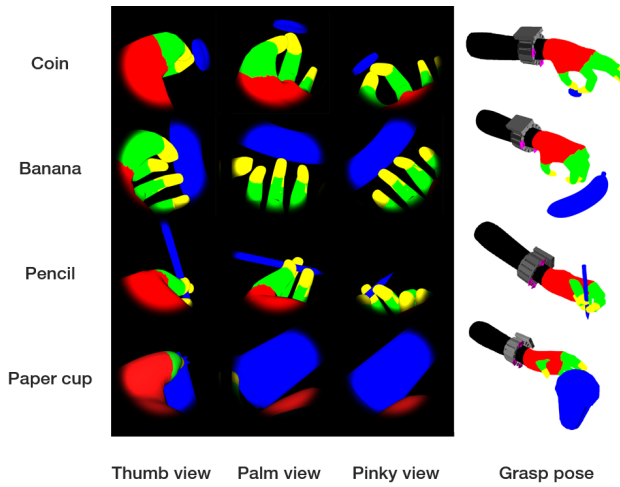 Coin
Banana
Pencil
Paper cup
Thumb view Palm view Pinky view Grasp pose